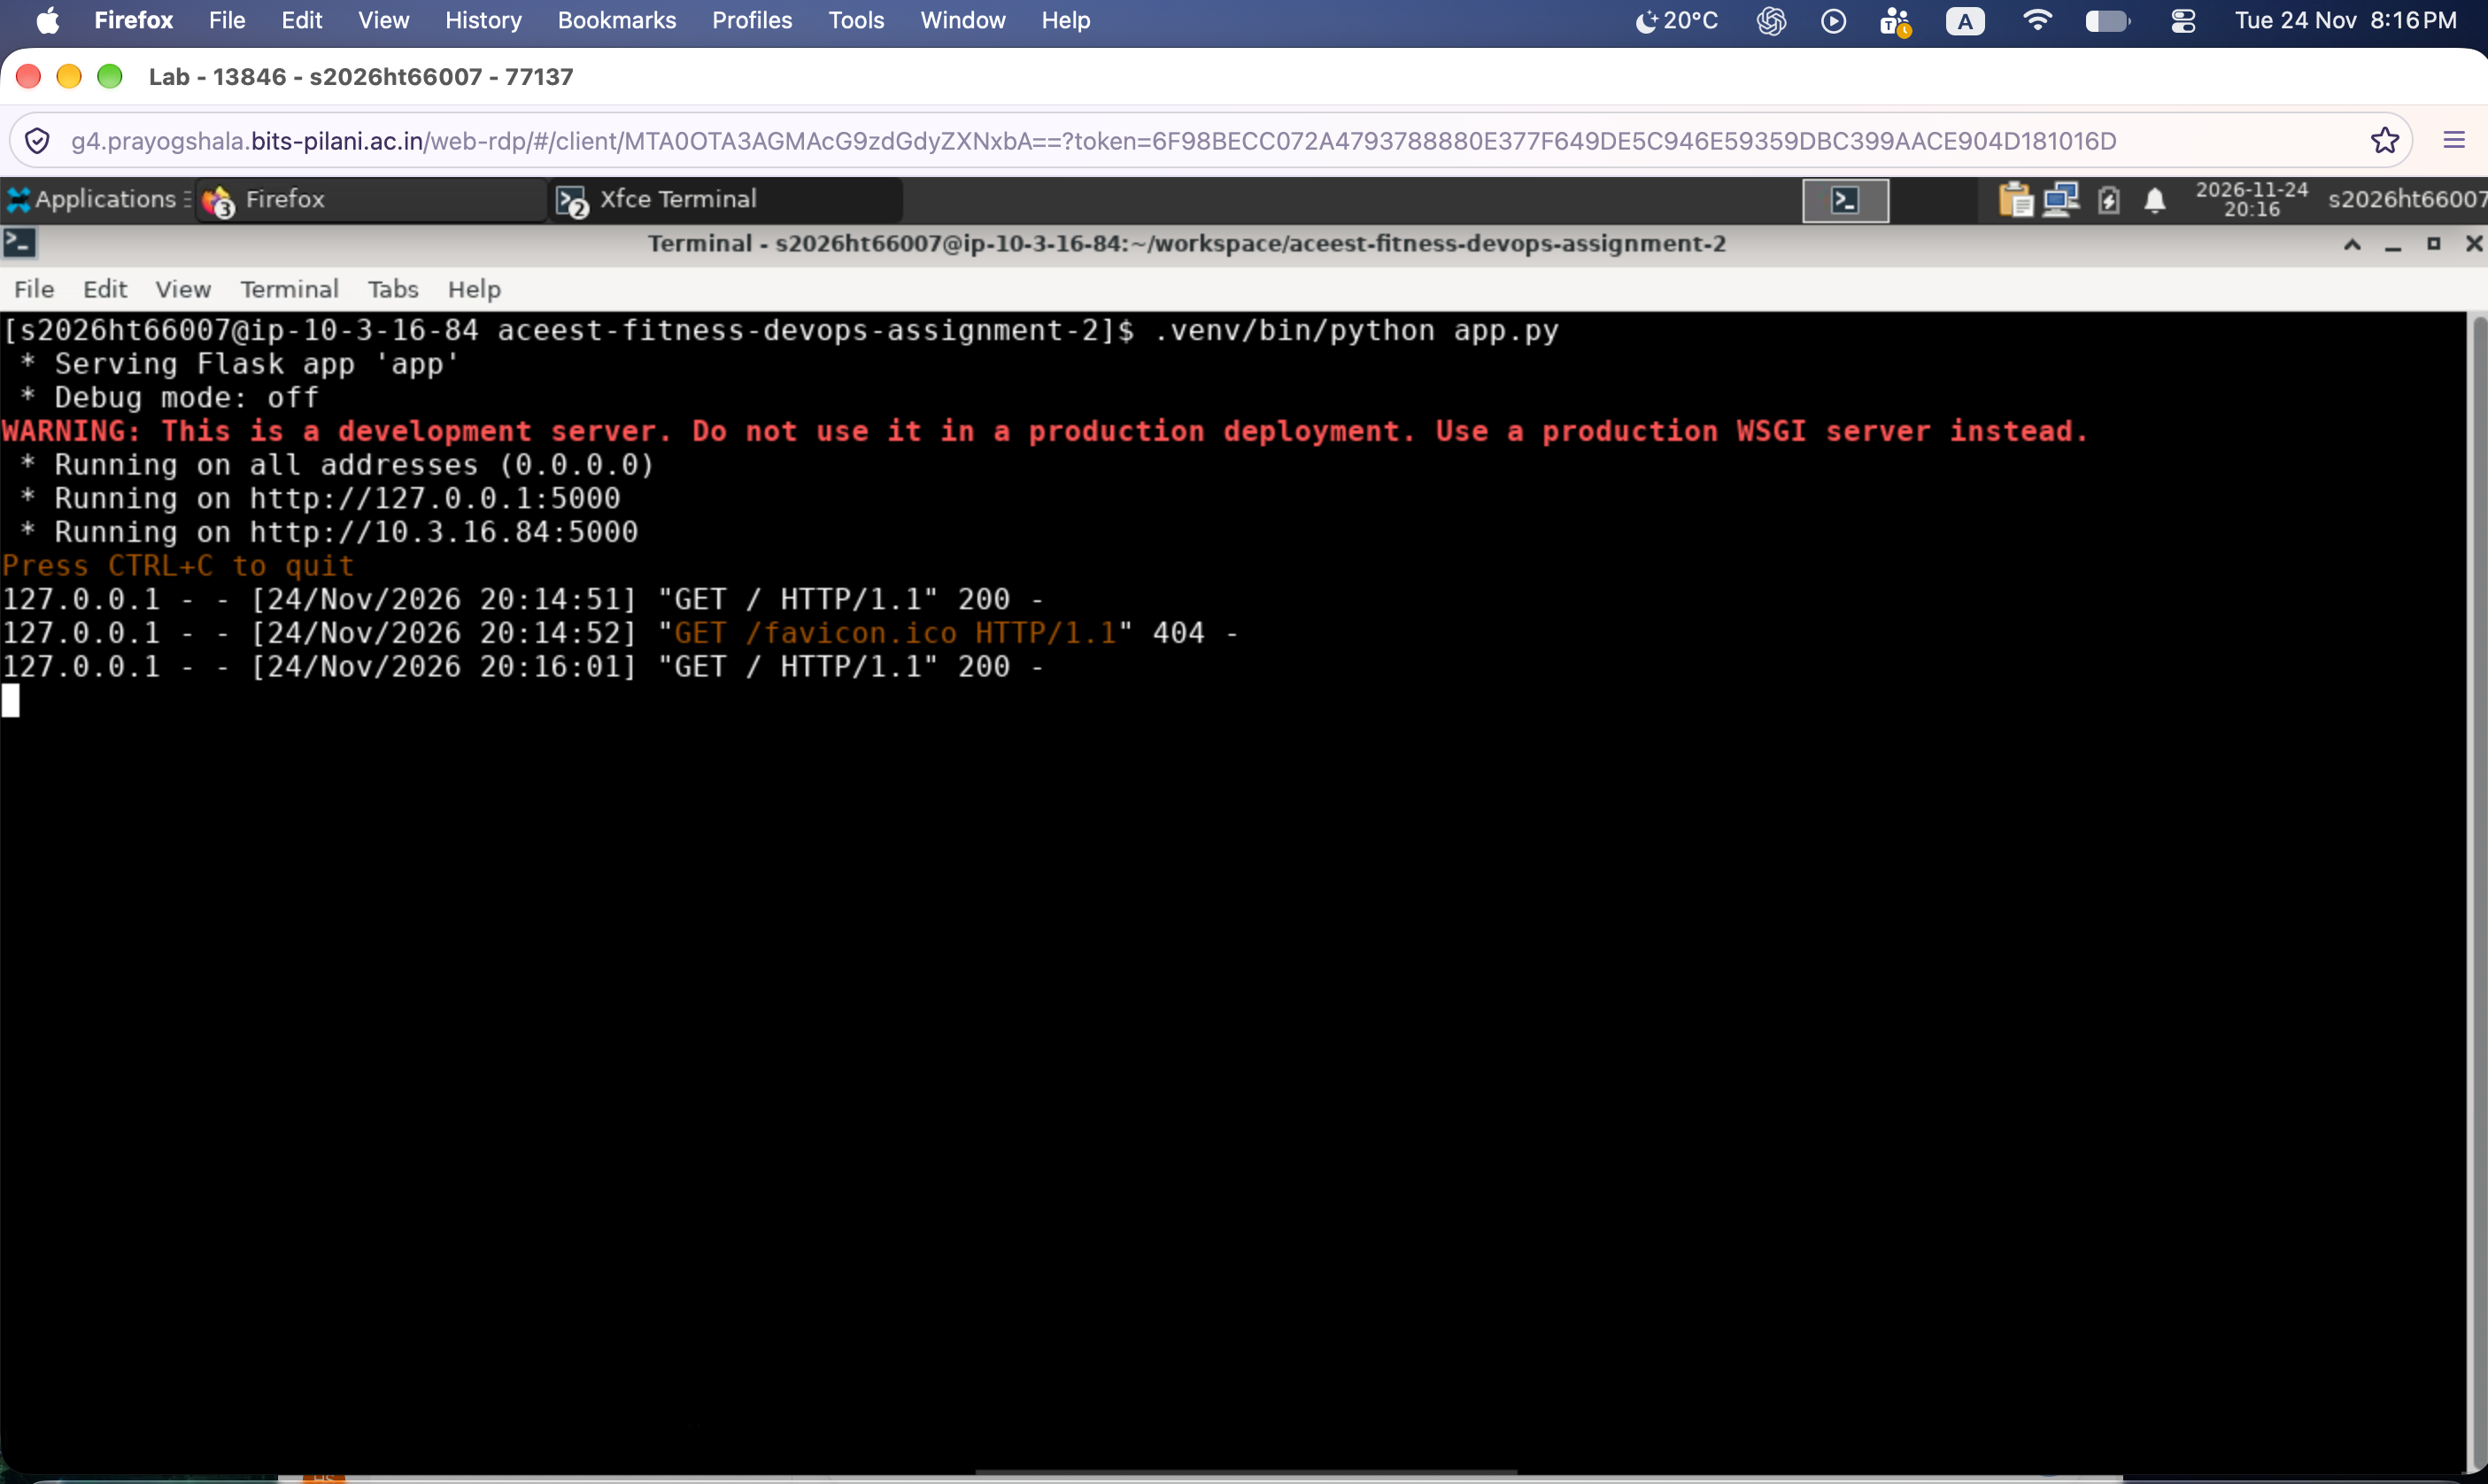 Firefox File Edit View History Bookmarks Profiles Tools Window Help 20°C T A Tue 24 Nov 8:16 PM
Lab - 13846 - s2026ht66007 - 77137
g4.prayogshala.bits-pilani.ac.in/web-rdp/#/client/MTA0OTA3AGMAcG9zdGdyZXNxbA==?token=6F98BECC072A4793788880E377F649DE5C946E59359DBC399AACE904D181016D
Applications 3 Firefox 2 Xfce Terminal 2026-11-24 20:16 s2026ht66007
Terminal - s2026ht66007@ip-10-3-16-84:~/workspace/aceest-fitness-devops-assignment-2
File Edit View Terminal Tabs Help
[s2026ht66007@ip-10-3-16-84 aceest-fitness-devops-assignment-2]$ .venv/bin/python app.py
* Serving Flask app 'app'
* Debug mode: off
WARNING: This is a development server. Do not use it in a production deployment. Use a production WSGI server instead.
* Running on all addresses (0.0.0.0)
* Running on http://127.0.0.1:5000
* Running on http://10.3.16.84:5000
Press CTRL+C to quit
127.0.0.1 - - [24/Nov/2026 20:14:51] "GET / HTTP/1.1" 200 -
127.0.0.1 - - [24/Nov/2026 20:14:52] "GET /favicon.ico HTTP/1.1" 404 -
127.0.0.1 - - [24/Nov/2026 20:16:01] "GET / HTTP/1.1" 200 -